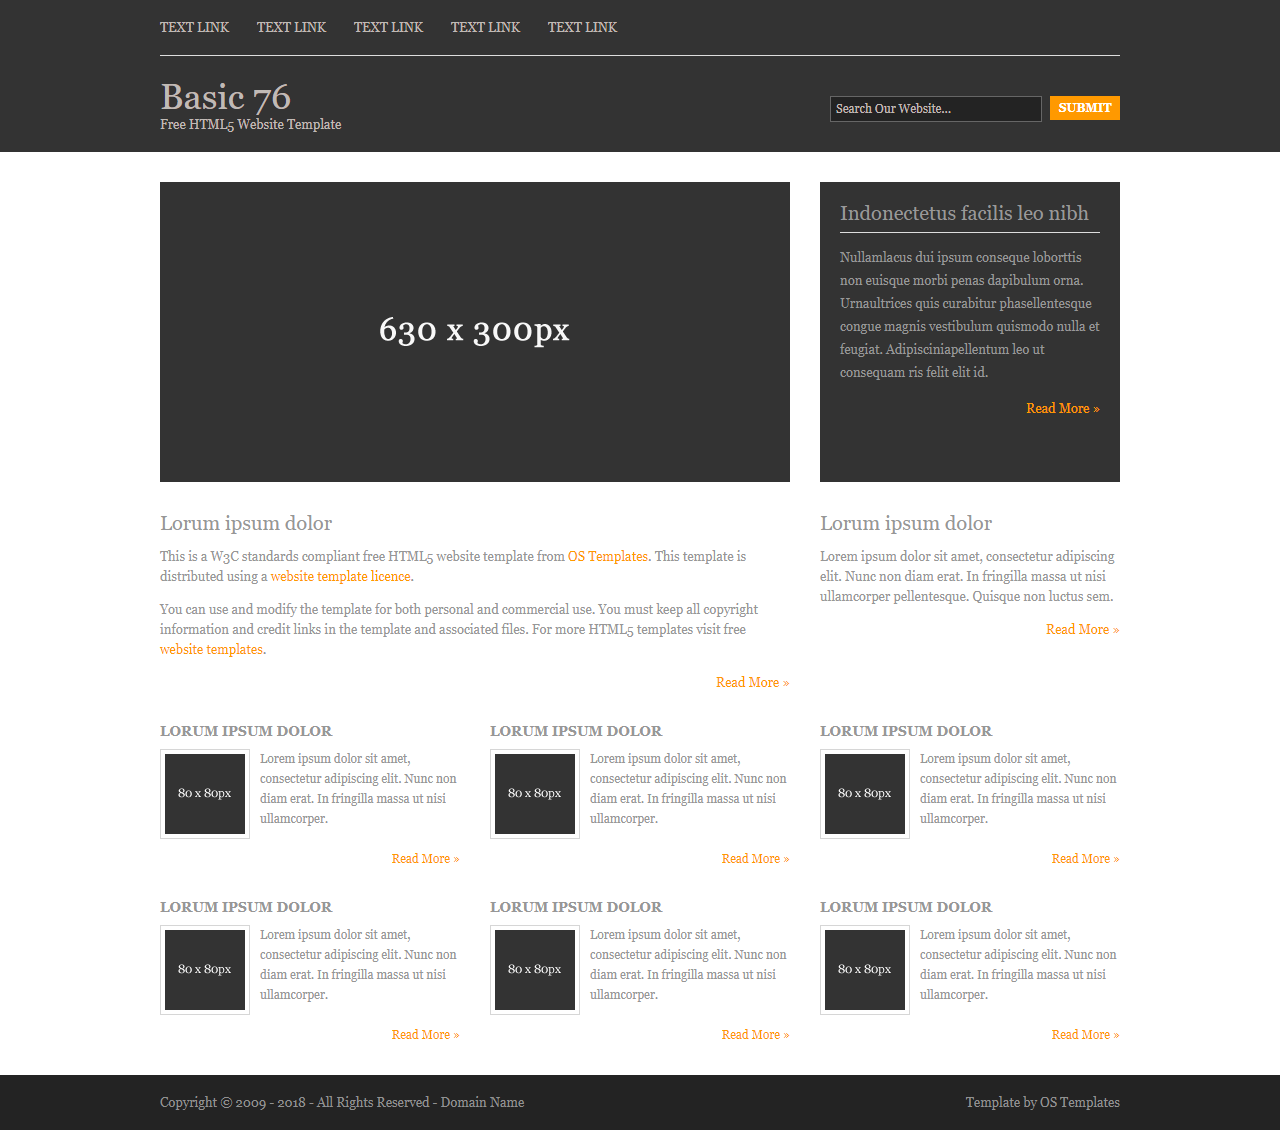 TEXT LINK TEXT LINK TEXT LINK TEXT LINK TEXT LINK
Basic 76
Free HTML5 Website Template
Search Our Website... SUBMIT
630 x 300px
Indonectetus facilis leo nibh
Nullamlacus dui ipsum conseque loborttis
non euisque morbi penas dapibulum orna.
Urnaultrices quis curabitur phasellentesque
congue magnis vestibulum quismodo nulla et
feugiat. Adipisciniapellentum leo ut
consequam ris felit elit id.
Read More »
Lorum ipsum dolor
This is a W3C standards compliant free HTML5 website template from OS Templates. This template is
distributed using a website template licence.
You can use and modify the template for both personal and commercial use. You must keep all copyright
information and credit links in the template and associated files. For more HTML5 templates visit free
website templates.
Read More »
Lorum ipsum dolor
Lorem ipsum dolor sit amet, consectetur adipiscing
elit. Nunc non diam erat. In fringilla massa ut nisi
ullamcorper pellentesque. Quisque non luctus sem.
Read More »
LORUM IPSUM DOLOR
80 x 80px
Lorem ipsum dolor sit amet,
consectetur adipiscing elit. Nunc non
diam erat. In fringilla massa ut nisi
ullamcorper.
Read More »
LORUM IPSUM DOLOR
80 x 80px
Lorem ipsum dolor sit amet,
consectetur adipiscing elit. Nunc non
diam erat. In fringilla massa ut nisi
ullamcorper.
Read More »
LORUM IPSUM DOLOR
80 x 80px
Lorem ipsum dolor sit amet,
consectetur adipiscing elit. Nunc non
diam erat. In fringilla massa ut nisi
ullamcorper.
Read More »
LORUM IPSUM DOLOR
80 x 80px
Lorem ipsum dolor sit amet,
consectetur adipiscing elit. Nunc non
diam erat. In fringilla massa ut nisi
ullamcorper.
Read More »
LORUM IPSUM DOLOR
80 x 80px
Lorem ipsum dolor sit amet,
consectetur adipiscing elit. Nunc non
diam erat. In fringilla massa ut nisi
ullamcorper.
Read More »
LORUM IPSUM DOLOR
80 x 80px
Lorem ipsum dolor sit amet,
consectetur adipiscing elit. Nunc non
diam erat. In fringilla massa ut nisi
ullamcorper.
Read More »
Copyright © 2009 - 2018 - All Rights Reserved - Domain Name
Template by OS Templates